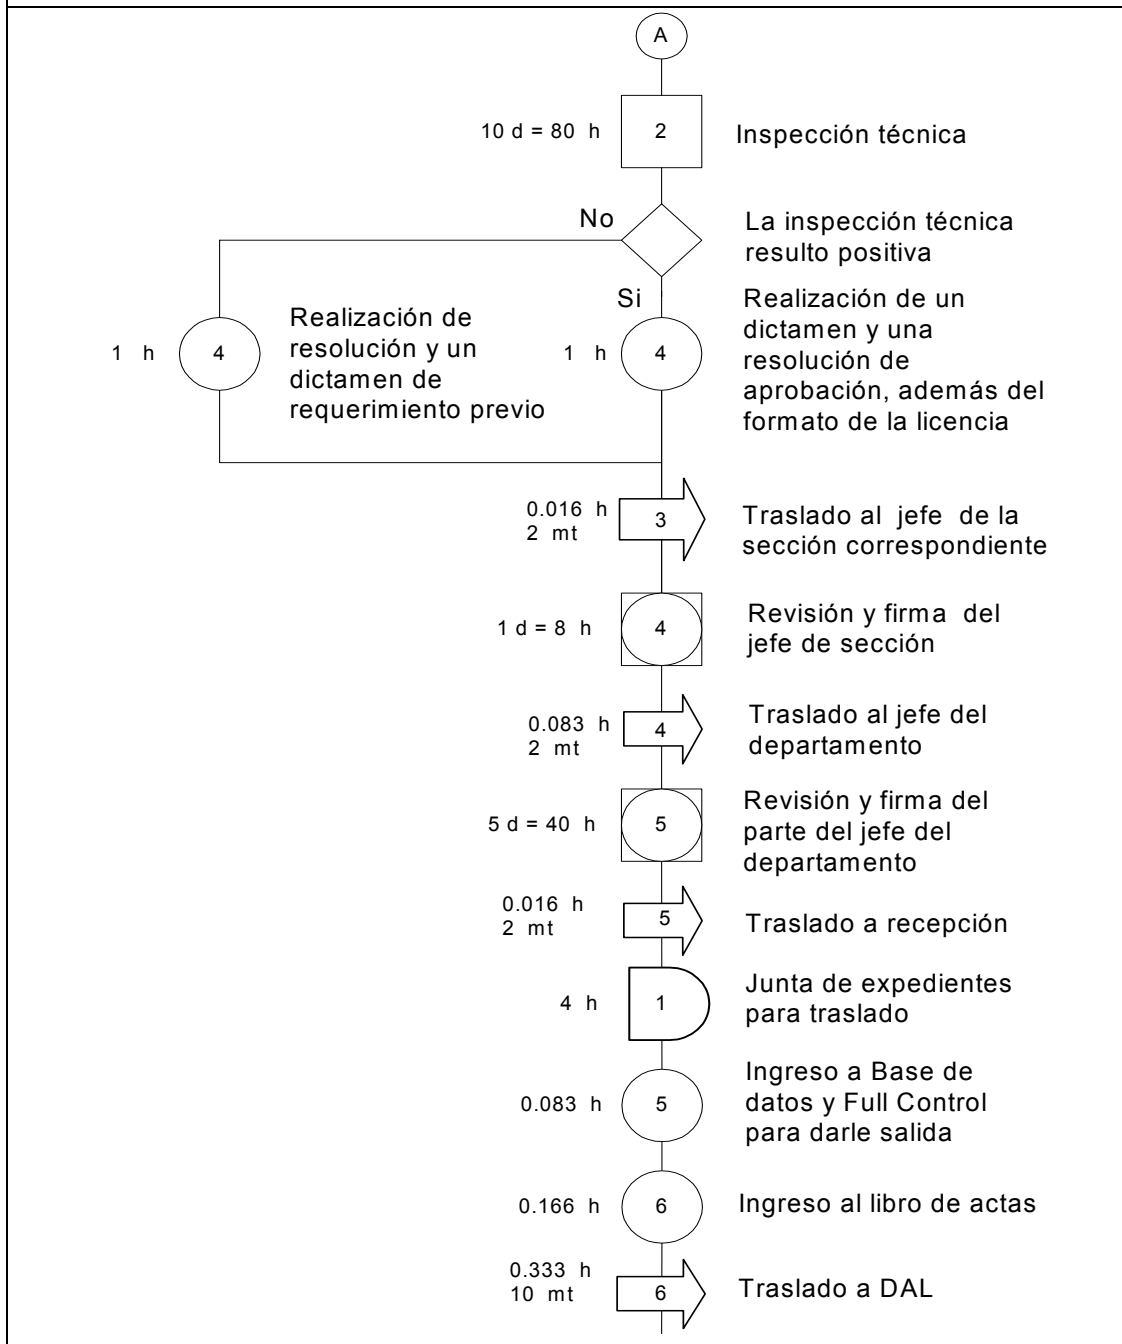 A
10 d = 80 h
2
Inspección técnica
No
La inspección técnica
resulto positiva
Si
1 h
4
Realización de
resolución y un
dictamen de
requerimiento previo
1 h
4
Realización de un
dictamen y una
resolución de
aprobación, además del
formato de la licencia
0.016 h
2 mt
3
Traslado al jefe de la
sección correspondiente
1 d = 8 h
4
Revisión y firma del
jefe de sección
0.083 h
2 mt
4
Traslado al jefe del
departamento
5 d = 40 h
5
Revisión y firma del
parte del jefe del
departamento
0.016 h
2 mt
5
Traslado a recepción
4 h
1
Junta de expedientes
para traslado
0.083 h
5
Ingreso a Base de
datos y Full Control
para darle salida
0.166 h
6
Ingreso al libro de actas
0.333 h
10 mt
6
Traslado a DAL